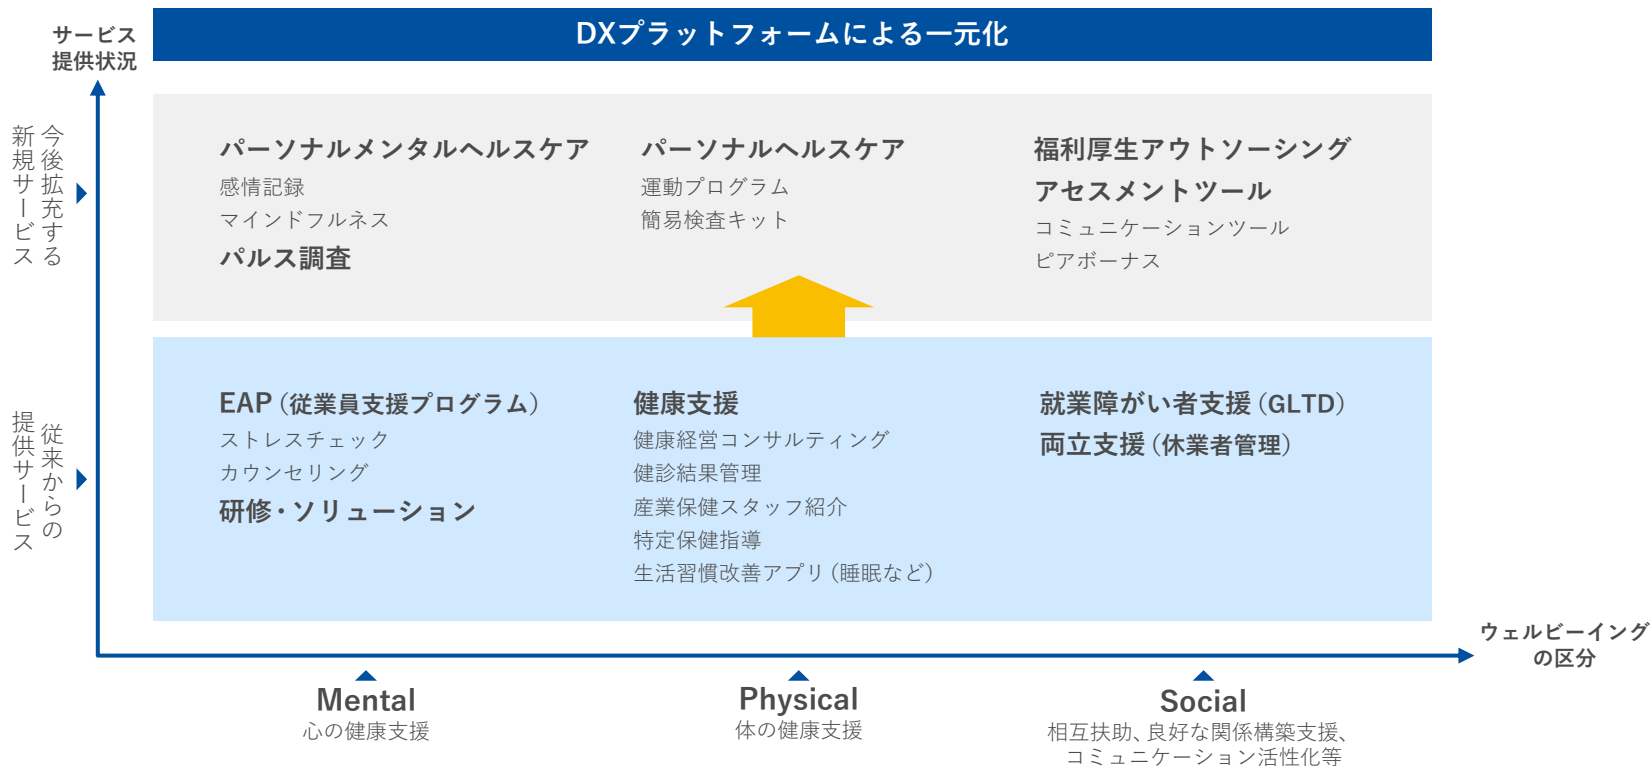 DXプラットフォームによる一元化
サービス
提供状況
今後拡充する
新規サービス
パーソナルメンタルヘルスケア
感情記録
マインドフルネス
パルス調査
パーソナルヘルスケア
運動プログラム
簡易検査キット
福利厚生アウトソーシング
アセスメントツール
コミュニケーションツール
ピアボーナス
従来からの
提供サービス
EAP（従業員支援プログラム）
ストレスチェック
カウンセリング
研修・ソリューション
健康支援
健康経営コンサルティング
健診結果管理
産業保健スタッフ紹介
特定保健指導
生活習慣改善アプリ（睡眠など）
就業障がい者支援（GLTD）
両立支援（休業者管理）
ウェルビーイング
の区分
Mental
心の健康支援
Physical
体の健康支援
Social
相互扶助、良好な関係構築支援、
コミュニケーション活性化等